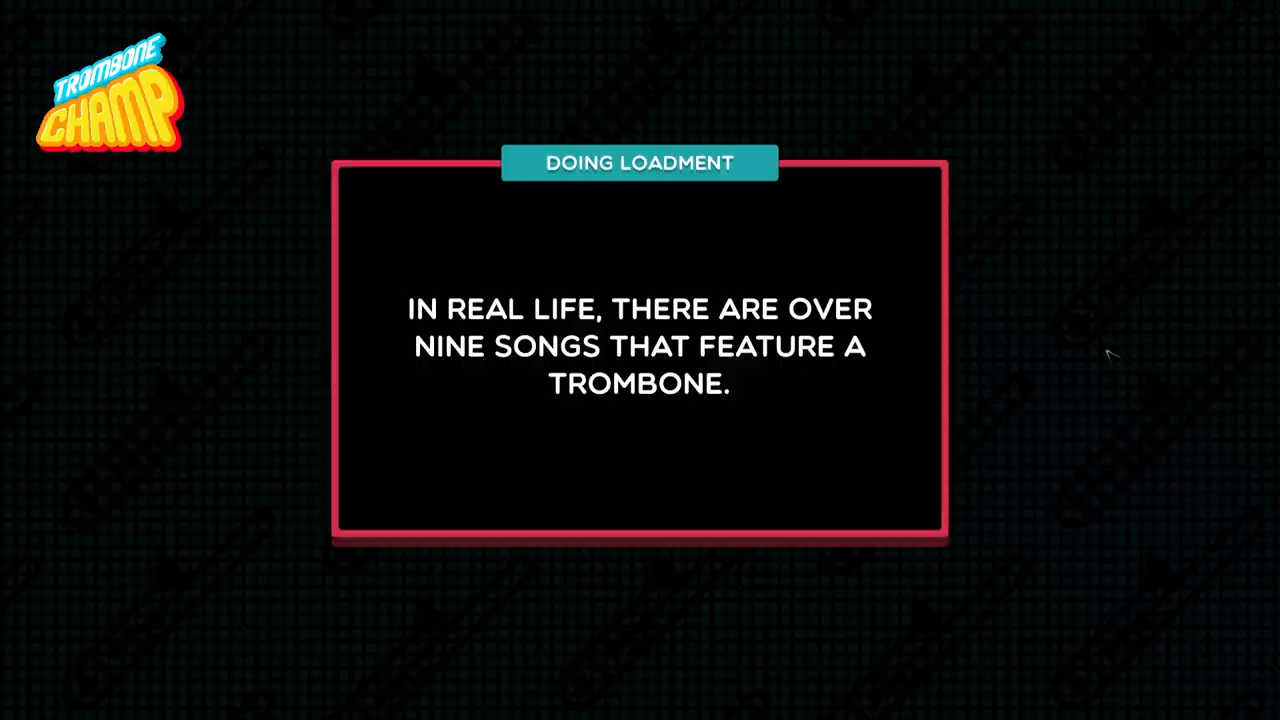 TROMBONE
CHAMP
DOING LOADMENT
IN REAL LIFE, THERE ARE OVER
NINE SONGS THAT FEATURE A
TROMBONE.